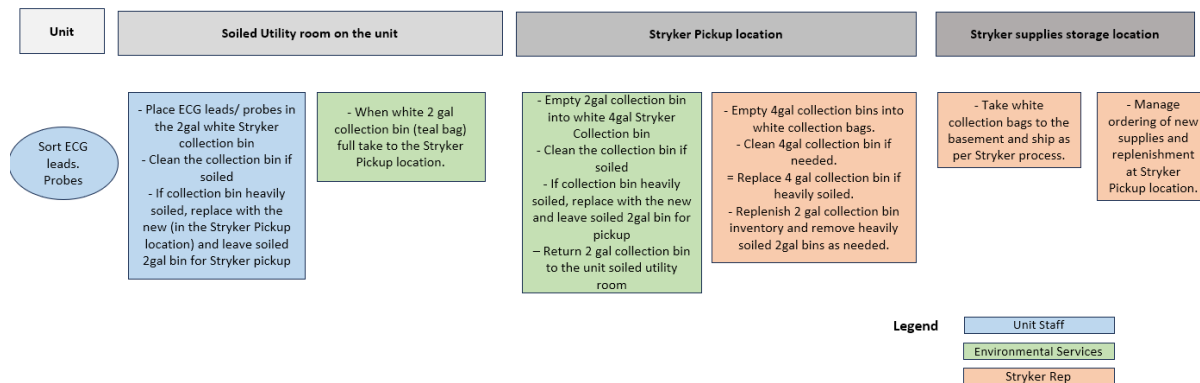 Unit
Soiled Utility room on the unit
Stryker Pickup location
Stryker supplies storage location
Sort ECG
leads.
Probes
- Place ECG leads/ probes in
the 2gal white Stryker
collection bin
- Clean the collection bin if
soiled
- If collection bin heavily
soiled, replace with the
new (in the Stryker Pickup
location) and leave soiled
2gal bin for Stryker pickup
- When white 2 gal
collection bin (teal bag)
full take to the Stryker
Pickup location.
- Empty 2gal collection bin
into white 4gal Stryker
Collection bin
- Clean the collection bin if
soiled
- If collection bin heavily
soiled, replace with the new
and leave soiled 2gal bin for
pickup
– Return 2 gal collection bin
to the unit soiled utility
room
- Empty 4gal collection bins into
white collection bags.
- Clean 4gal collection bin if
needed.
= Replace 4 gal collection bin if
heavily soiled.
- Replenish 2 gal collection bin
inventory and remove heavily
soiled 2gal bins as needed.
- Take white
collection bags to the
basement and ship as
per Stryker process.
- Manage
ordering of new
supplies and
replenishment
at Stryker
Pickup location.
Legend
Unit Staff
Environmental Services
Stryker Rep